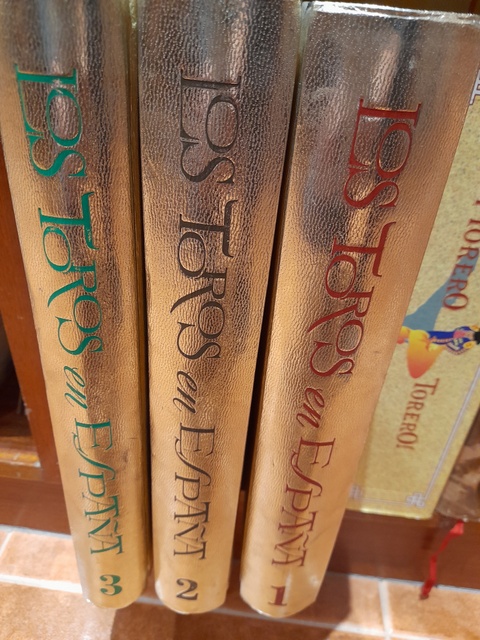 LOS TOROS en ESPAÑA 3
LOS TOROS en ESPAÑA 2
LOS TOROS en ESPAÑA 1
TORERO
TORERO!